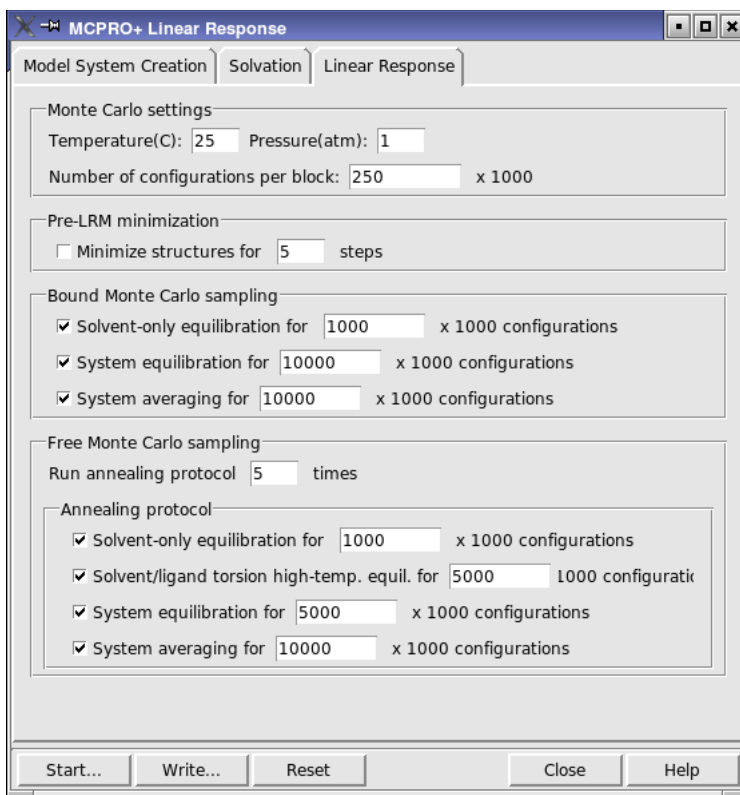 MCPRO+ Linear Response
Model System Creation Solvation Linear Response
Monte Carlo settings
Temperature(C): 25 Pressure(atm): 1
Number of configurations per block: 250 x 1000
Pre-LRM minimization
Minimize structures for 5 steps
Bound Monte Carlo sampling
Solvent-only equilibration for 1000 x 1000 configurations
System equilibration for 10000 x 1000 configurations
System averaging for 10000 x 1000 configurations
Free Monte Carlo sampling
Run annealing protocol 5 times
Annealing protocol
Solvent-only equilibration for 1000 x 1000 configurations
Solvent/ligand torsion high-temp. equil. for 5000 1000 configuratic
System equilibration for 5000 x 1000 configurations
System averaging for 10000 x 1000 configurations
Start... Write... Reset Close Help